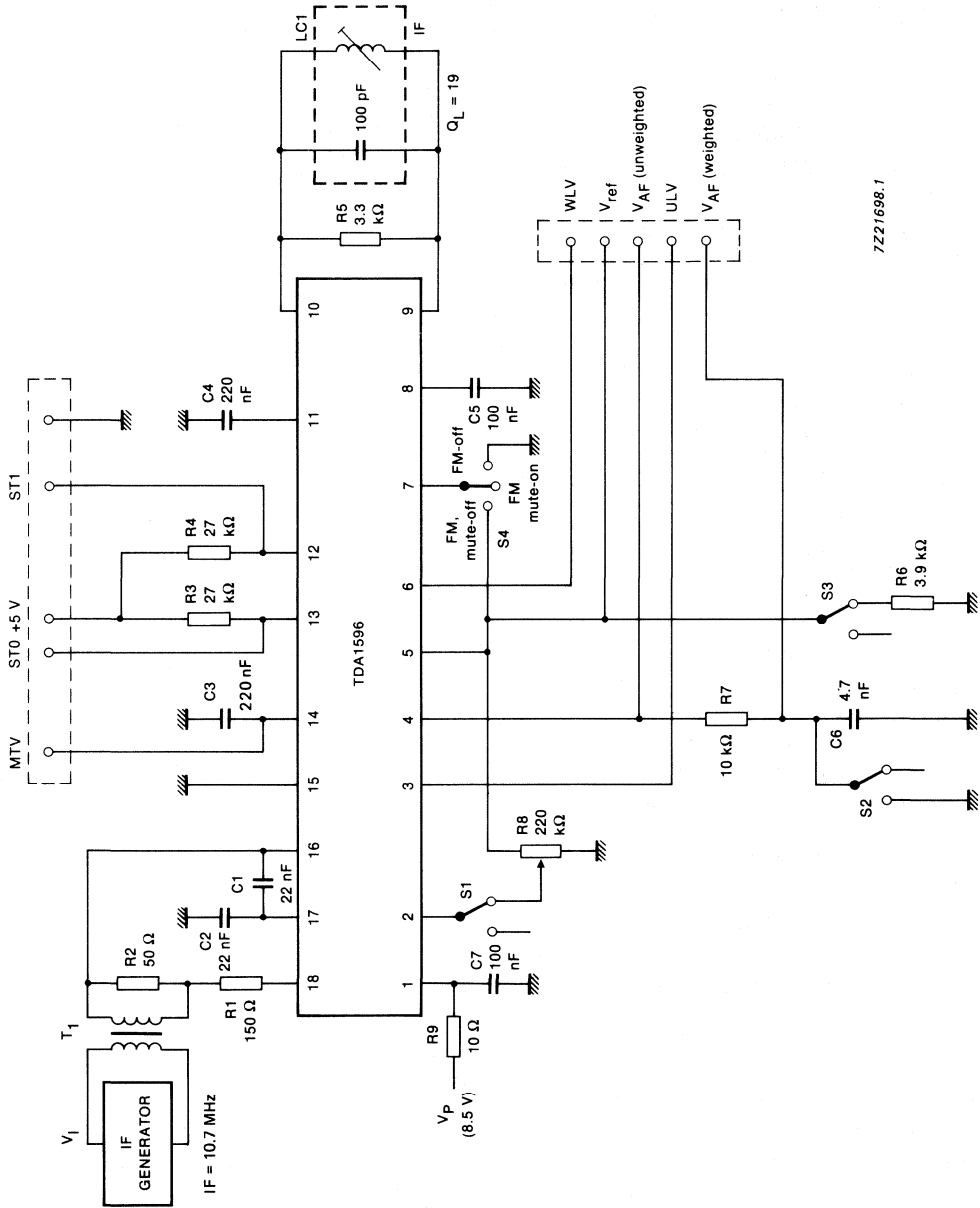 V_I
IF
GENERATOR
IF = 10.7 MHz
T_1
R2
50 Ω
R1
150 Ω
C2
22 nF
C1
22 nF
MTV
ST0
+5 V
ST1
C3
220 nF
R3
27
kΩ
R4
27
kΩ
C4
220
nF
LC1
IF
100 pF
R5
3.3
kΩ
Q_L = 19
18
17
16
15
14
13
12
11
10
TDA1596
1
2
3
4
5
6
7
8
9
V_P
(8.5 V)
R9
10 Ω
C7
100
nF
S1
R8
220
kΩ
FM,
mute-off
FM-off
FM
mute-on
S4
C5
100
nF
WLV
V_ref
V_AF (unweighted)
ULV
V_AF (weighted)
R7
10 kΩ
S2
C6
4.7
nF
S3
R6
3.9 kΩ
7Z21698.1